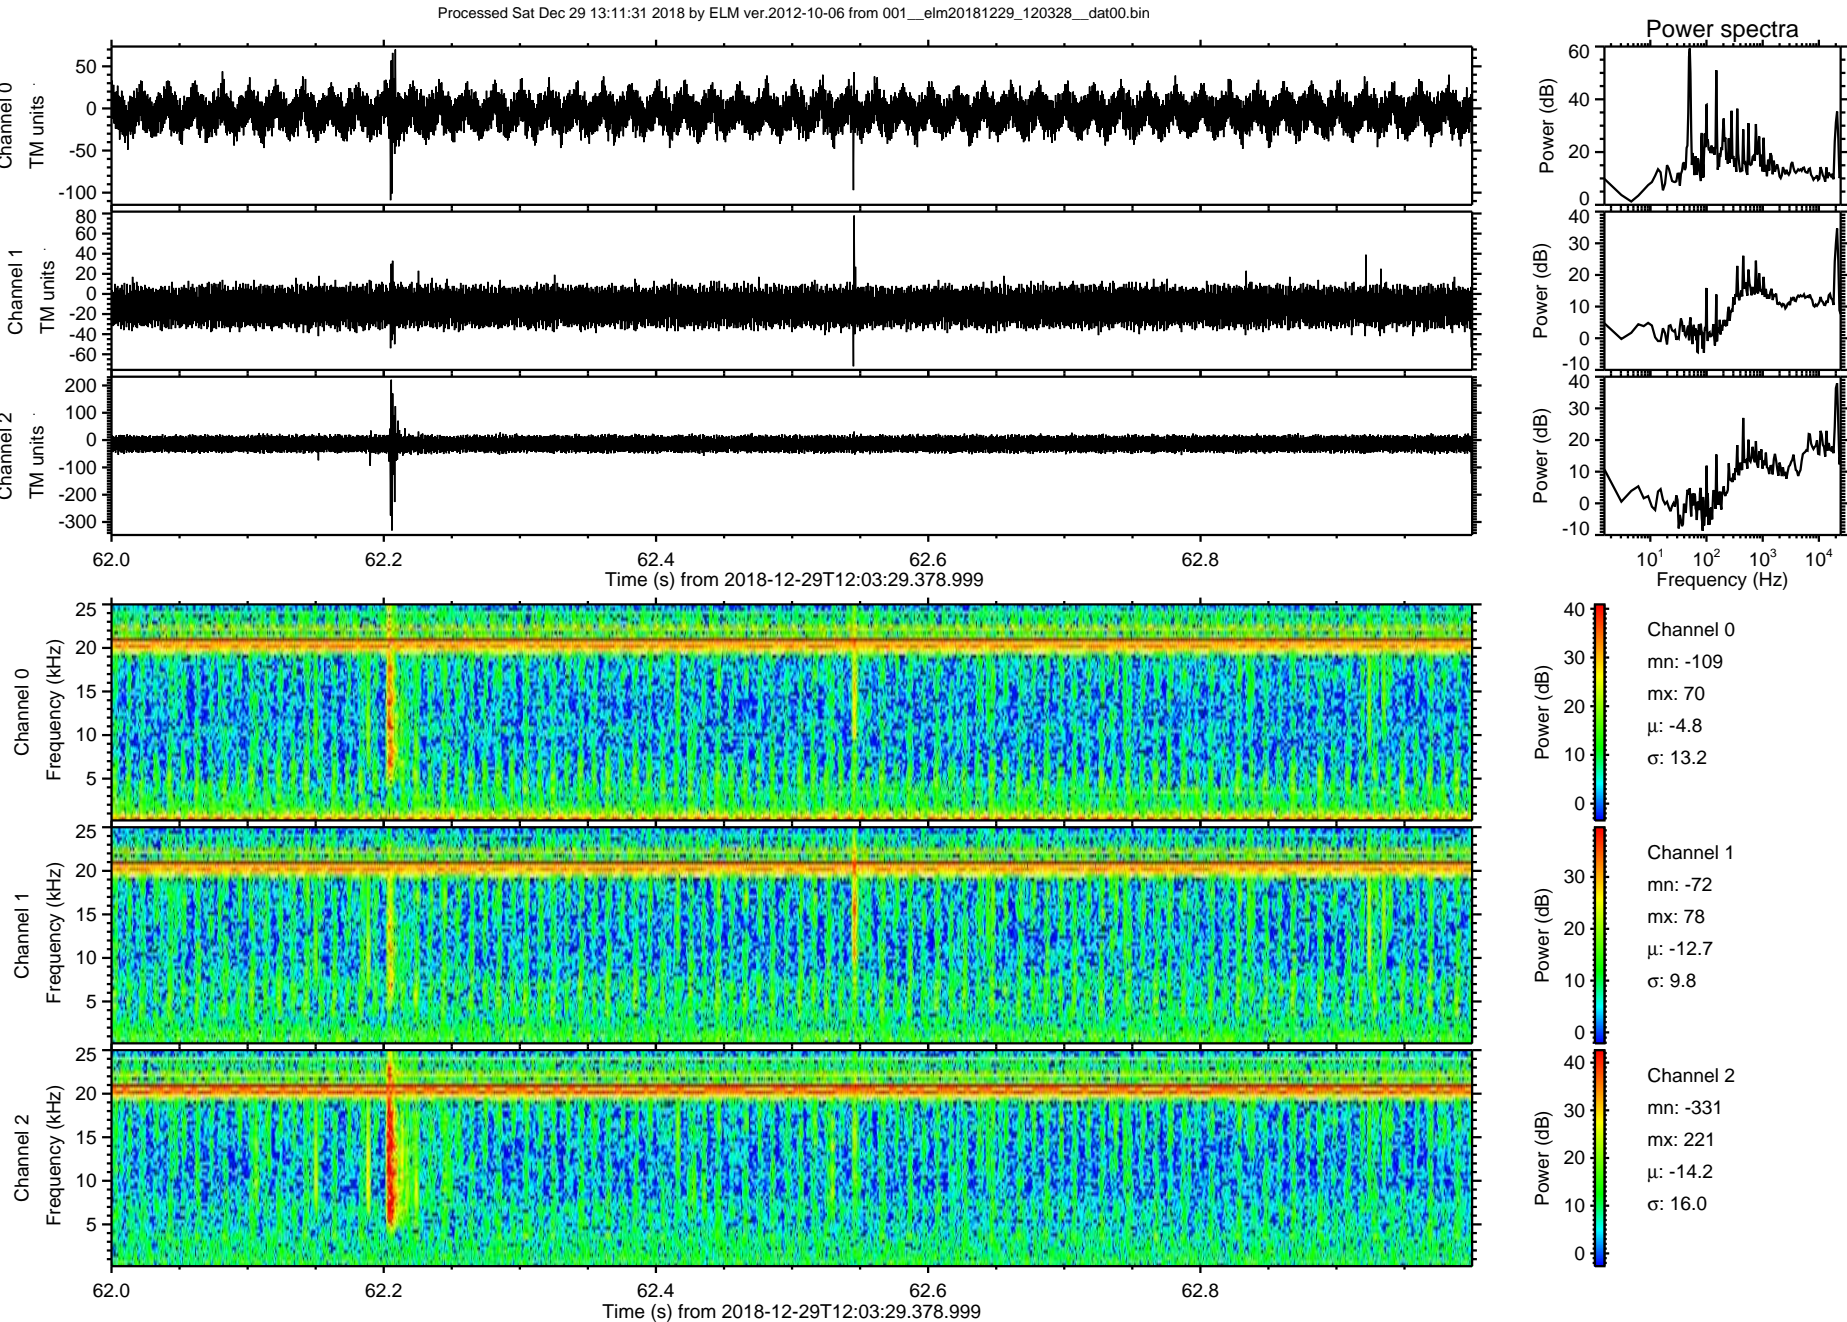 Processed Sat Dec 29 13:11:31 2018 by ELM ver.2012-10-06 from 001__elm20181229_120328__dat00.bin
Power spectra
Channel 0
TM units
50
0
-50
-100
Power (dB)
60
40
20
0
Channel 1
TM units
80
60
40
20
0
-20
-40
-60
Power (dB)
40
30
20
10
0
-10
Channel 2
TM units
200
100
0
-100
-200
-300
Power (dB)
40
30
20
10
0
-10
62.0 62.2 62.4 62.6 62.8
Time (s) from 2018-12-29T12:03:29.378.999
10^1 10^2 10^3 10^4
Frequency (Hz)
Channel 0
Frequency (kHz)
25
20
15
10
5
Power (dB)
40
30
20
10
0
Channel 0
mn: -109
mx: 70
μ: -4.8
σ: 13.2
Channel 1
Frequency (kHz)
25
20
15
10
5
Power (dB)
30
20
10
0
Channel 1
mn: -72
mx: 78
μ: -12.7
σ: 9.8
Channel 2
Frequency (kHz)
25
20
15
10
5
Power (dB)
40
30
20
10
0
Channel 2
mn: -331
mx: 221
μ: -14.2
σ: 16.0
62.0 62.2 62.4 62.6 62.8
Time (s) from 2018-12-29T12:03:29.378.999